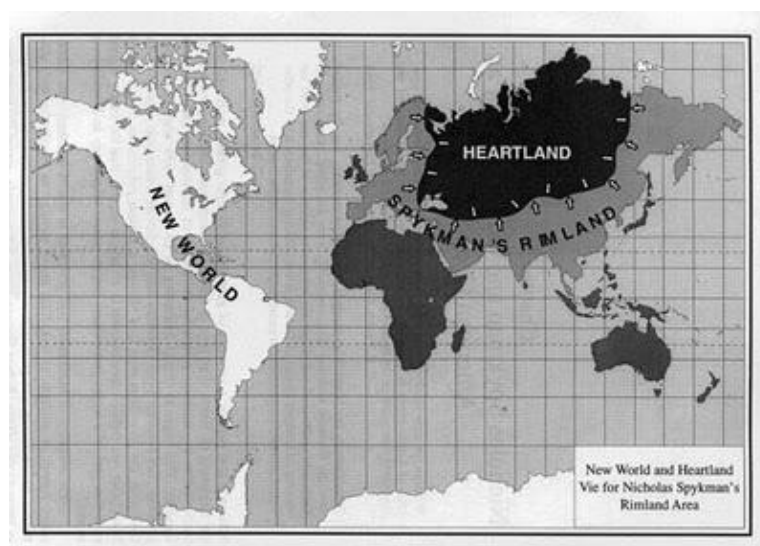 HEARTLAND
NEW WORLD
SPYKMAN'S RIMLAND
New World and Heartland
Vie for Nicholas Spykman's
Rimland Area